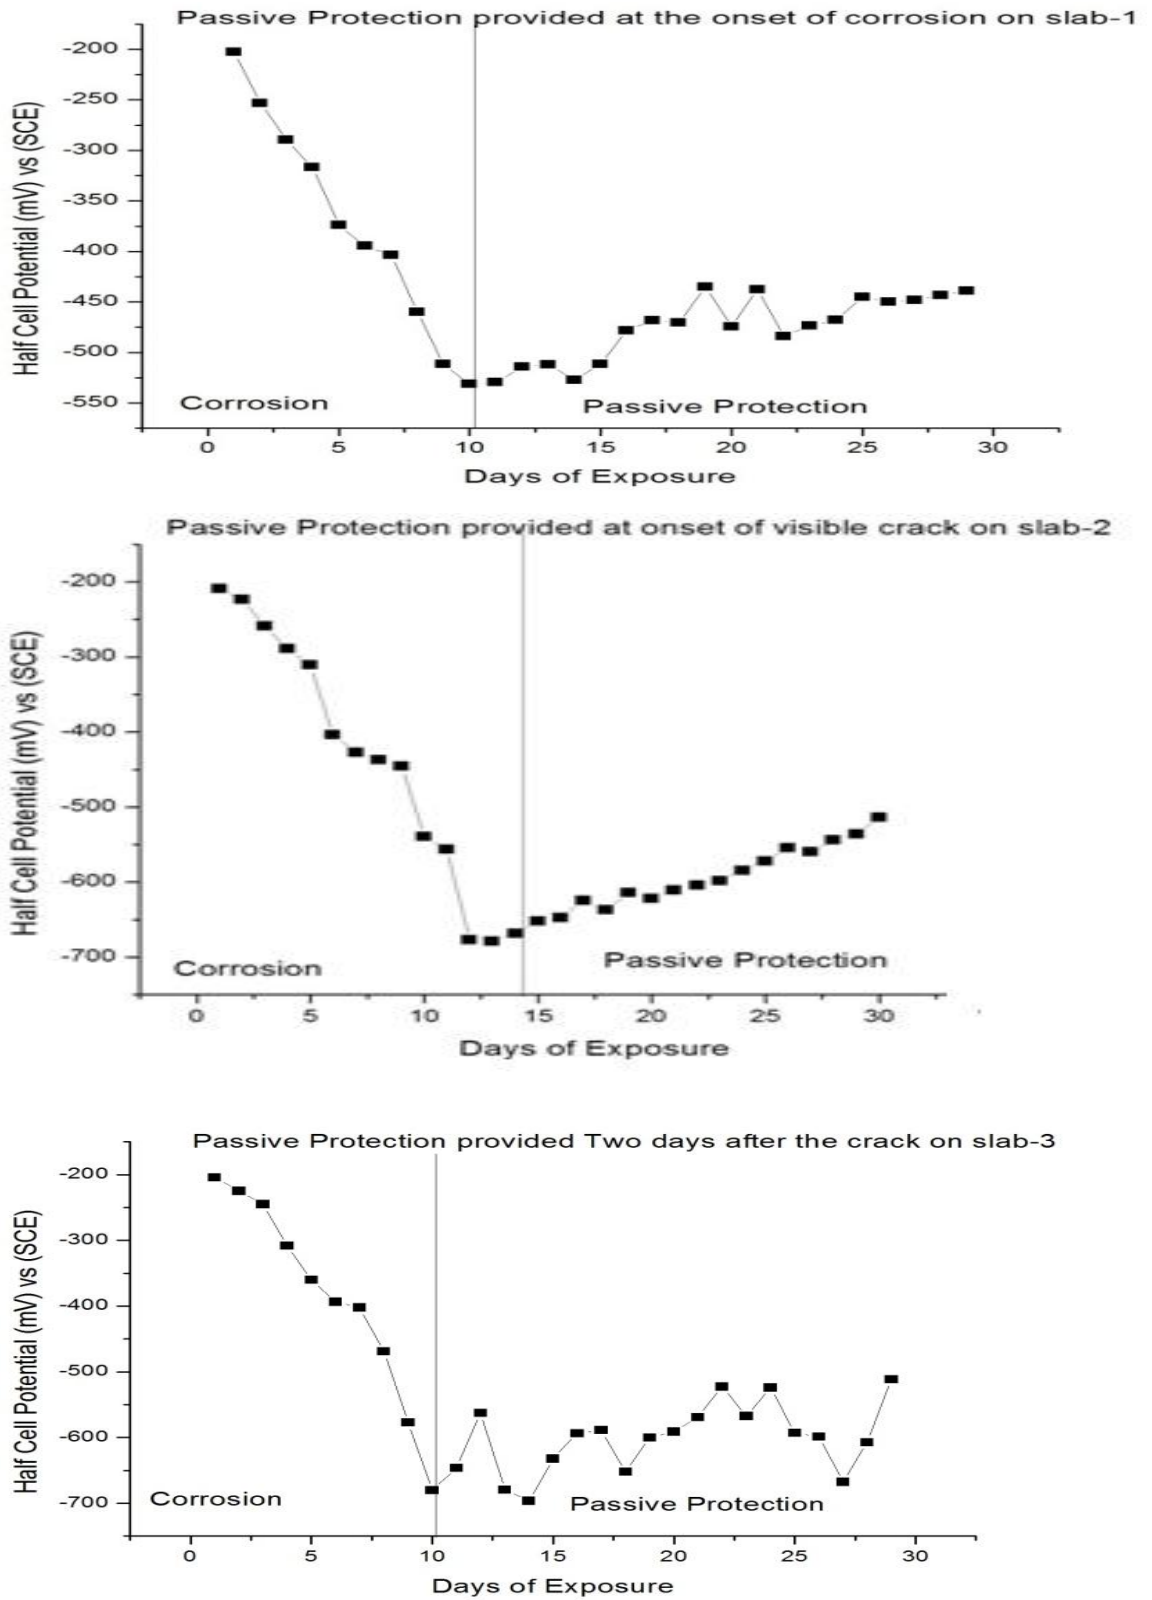 Passive Protection provided at the onset of corrosion on slab-1
Half Cell Potential (mV) vs (SCE)
-200
-250
-300
-350
-400
-450
-500
-550
Corrosion
Passive Protection
0 5 10 15 20 25 30
Days of Exposure
Passive Protection provided at onset of visible crack on slab-2
Half Cell Potential (mV) vs (SCE)
-200
-300
-400
-500
-600
-700
Corrosion
Passive Protection
0 5 10 15 20 25 30
Days of Exposure
Passive Protection provided Two days after the crack on slab-3
Half Cell Potential (mV) vs (SCE)
-200
-300
-400
-500
-600
-700
Corrosion
Passive Protection
0 5 10 15 20 25 30
Days of Exposure